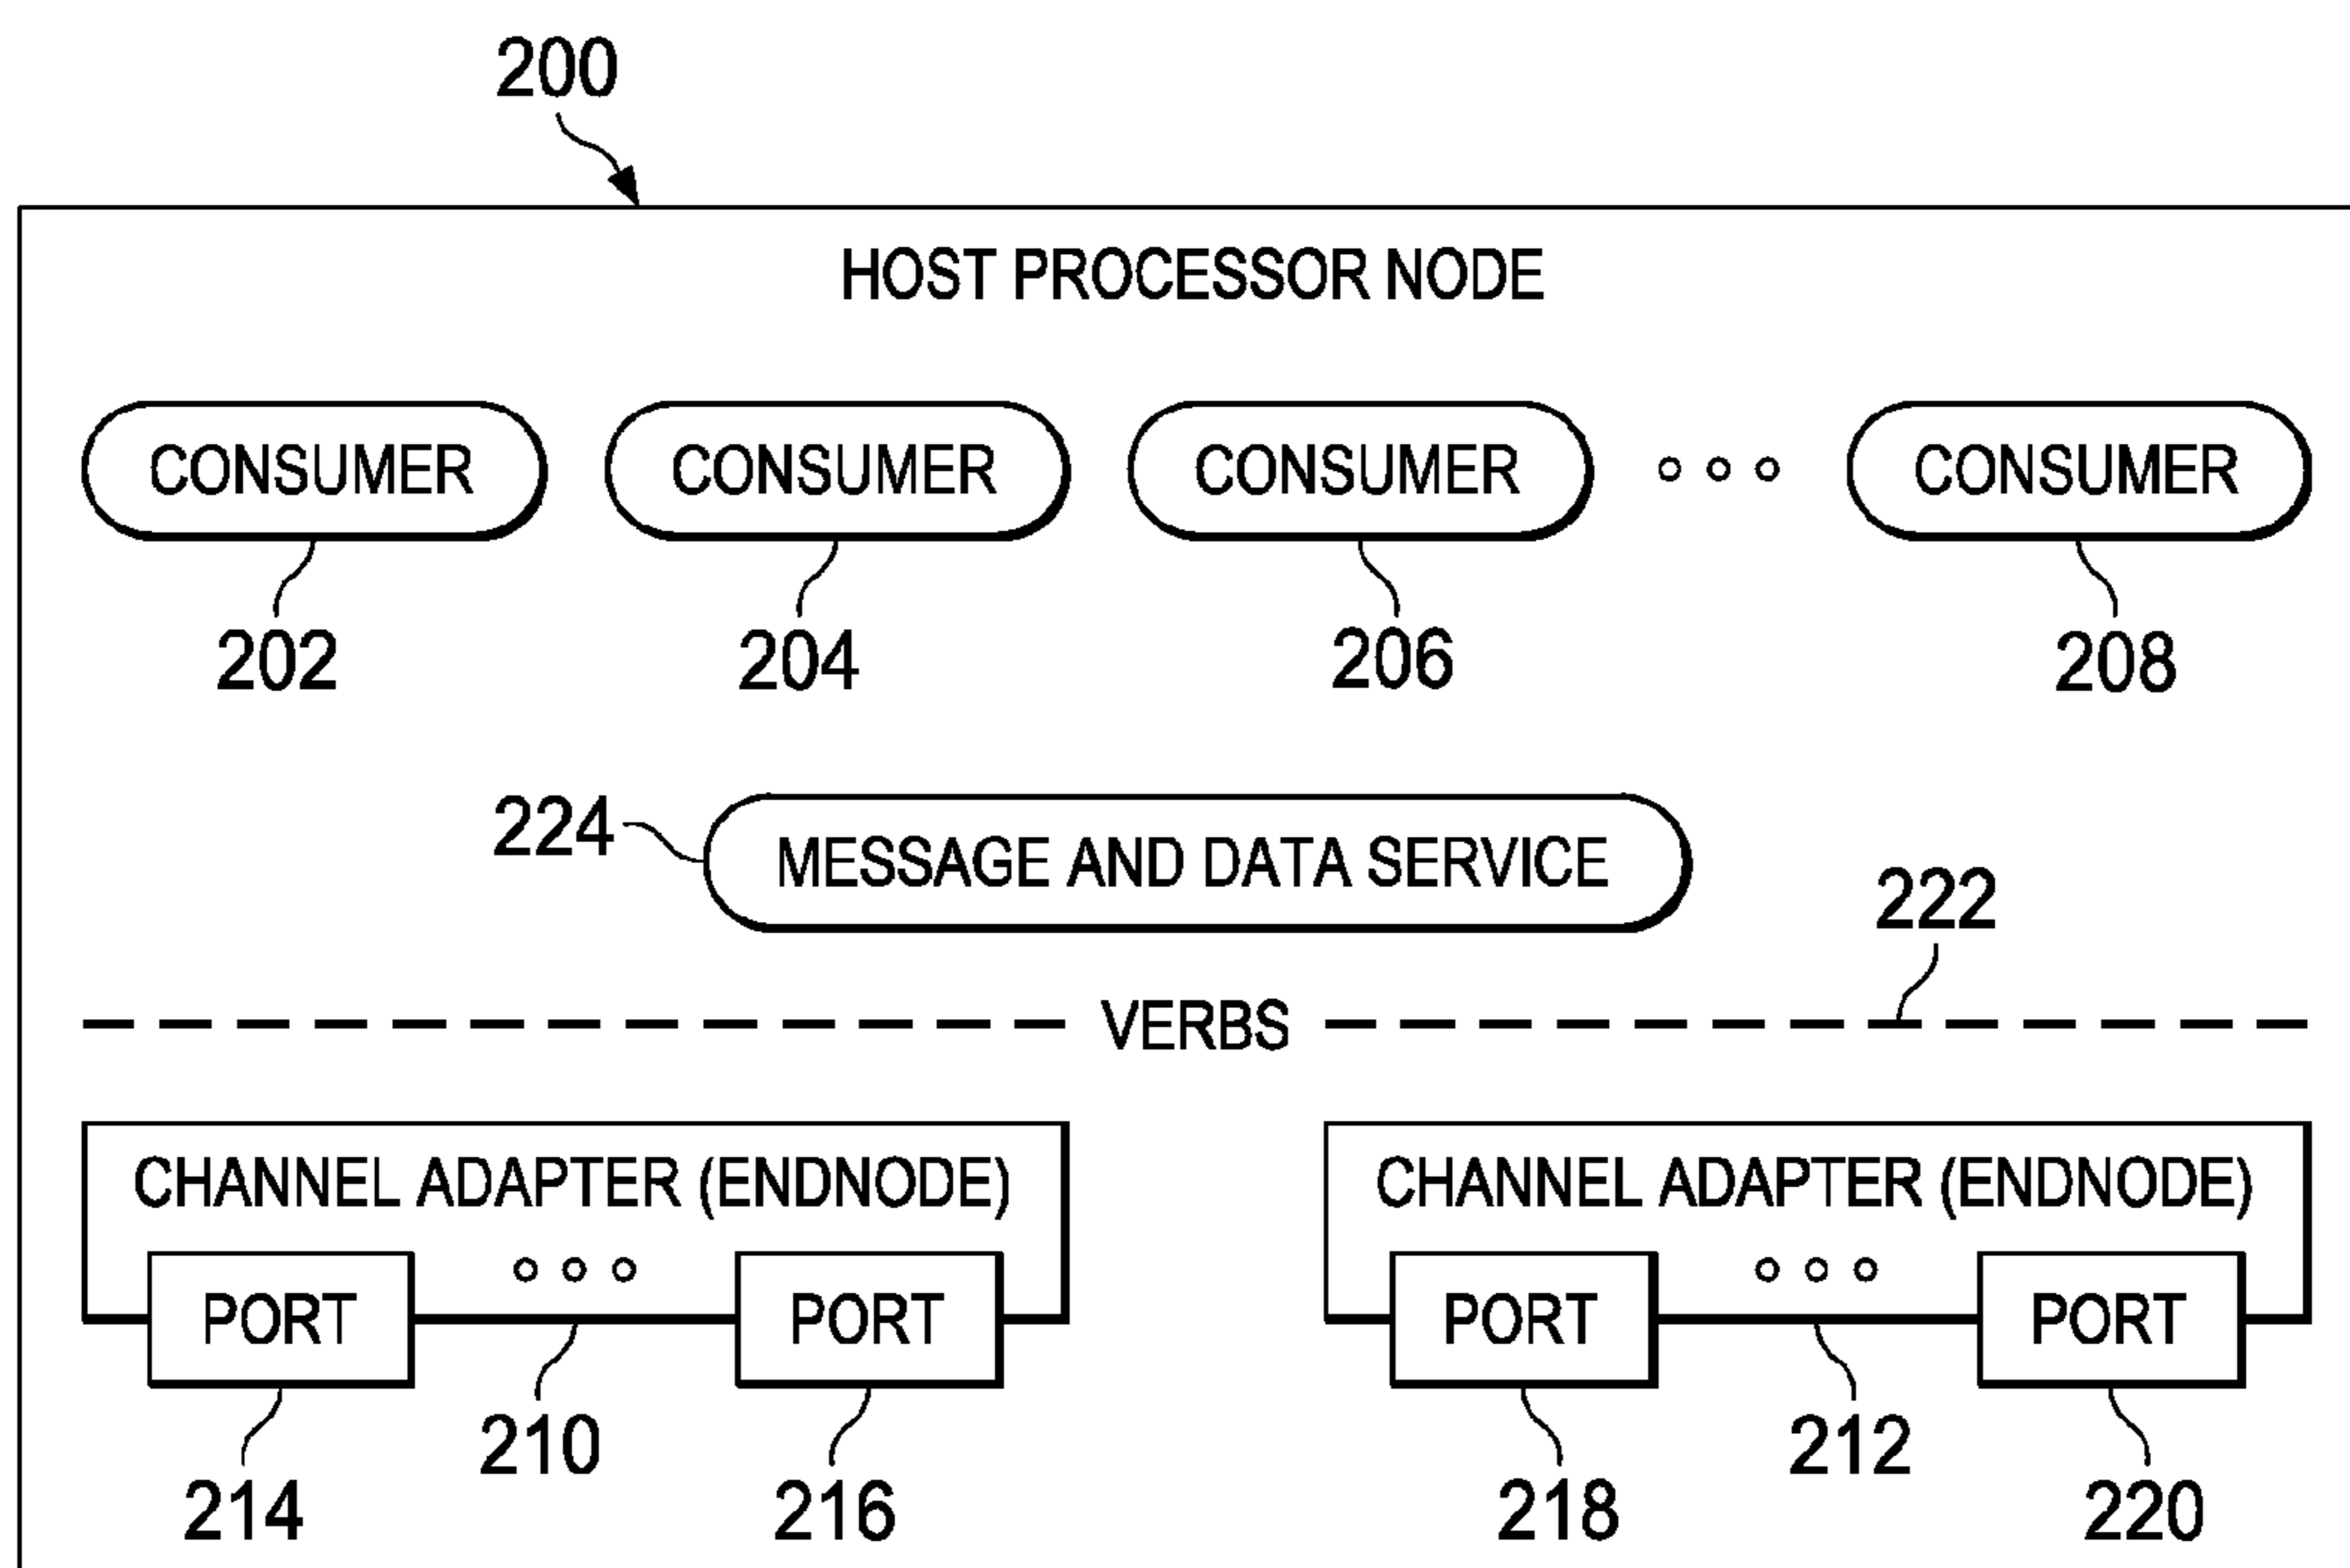 200
HOST PROCESSOR NODE
CONSUMER CONSUMER CONSUMER CONSUMER
202 204 206 208
224 MESSAGE AND DATA SERVICE
222
VERBS
CHANNEL ADAPTER (ENDNODE) CHANNEL ADAPTER (ENDNODE)
PORT PORT PORT PORT
210 212
214 216 218 220